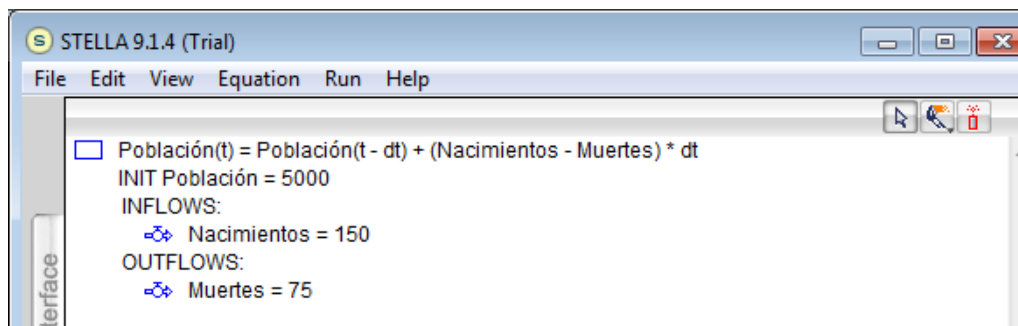 STELLA 9.1.4 (Trial)
File Edit View Equation Run Help
Población(t) = Población(t - dt) + (Nacimientos - Muertes) * dt
INIT Población = 5000
INFLOWS:
Nacimientos = 150
OUTFLOWS:
Muertes = 75
terface